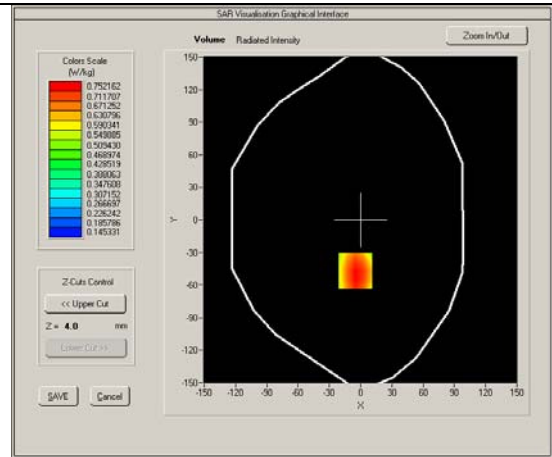 SAR Visualisation Graphical Interface
Volume Radiated Intensity
Zoom In/Out
Colors Scale
(W/kg)
0.752162
0.711707
0.671252
0.630796
0.590341
0.549885
0.509430
0.468974
0.428519
0.388063
0.347608
0.307152
0.266697
0.226242
0.185786
0.145331
Z-Cuts Control
<< Upper Cut
Z = 4.0 mm
Lower Cut >>
SAVE
Cancel
150
120
90
60
30
0
-30
-60
-90
-120
-150
Y
-150 -120 -90 -60 -30 0 30 60 90 120 150
X